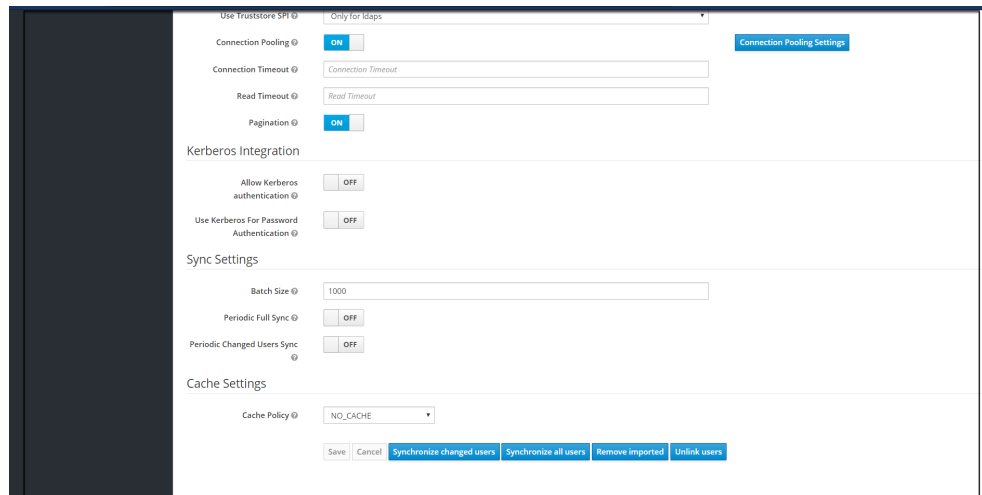 Use Truststore SPI Only for ldaps
Connection Pooling ON Connection Pooling Settings
Connection Timeout Connection Timeout
Read Timeout Read Timeout
Pagination ON
Kerberos Integration
Allow Kerberos
authentication OFF
Use Kerberos For Password
Authentication OFF
Sync Settings
Batch Size 1000
Periodic Full Sync OFF
Periodic Changed Users Sync OFF
Cache Settings
Cache Policy NO_CACHE
Save Cancel Synchronize changed users Synchronize all users Remove imported Unlink users